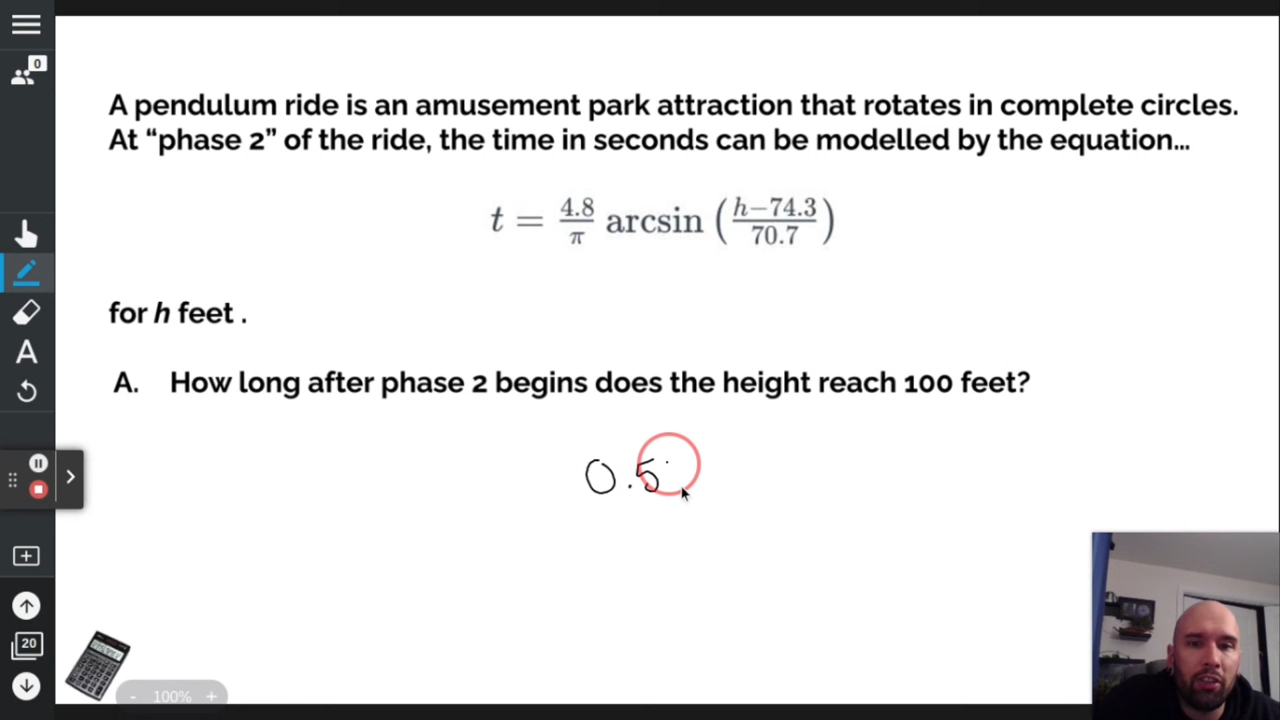 0
A pendulum ride is an amusement park attraction that rotates in complete circles.
At “phase 2” of the ride, the time in seconds can be modelled by the equation...
t = 4.8/π arcsin (h−74.3/70.7)
for h feet .
A. How long after phase 2 begins does the height reach 100 feet?
0.5
A
20
- 100% +